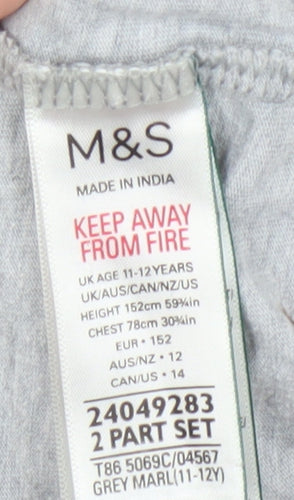 M&S
MADE IN INDIA
KEEP AWAY
FROM FIRE
UK AGE 11-12 YEARS
UK/AUS/CAN/NZ/US
HEIGHT 152cm 59¾in
CHEST 78cm 30¾in
EUR • 152
AUS/NZ • 12
CAN/US • 14
24049283
2 PART SET
T86 5069C/04567
GREY MARL(11-12Y)